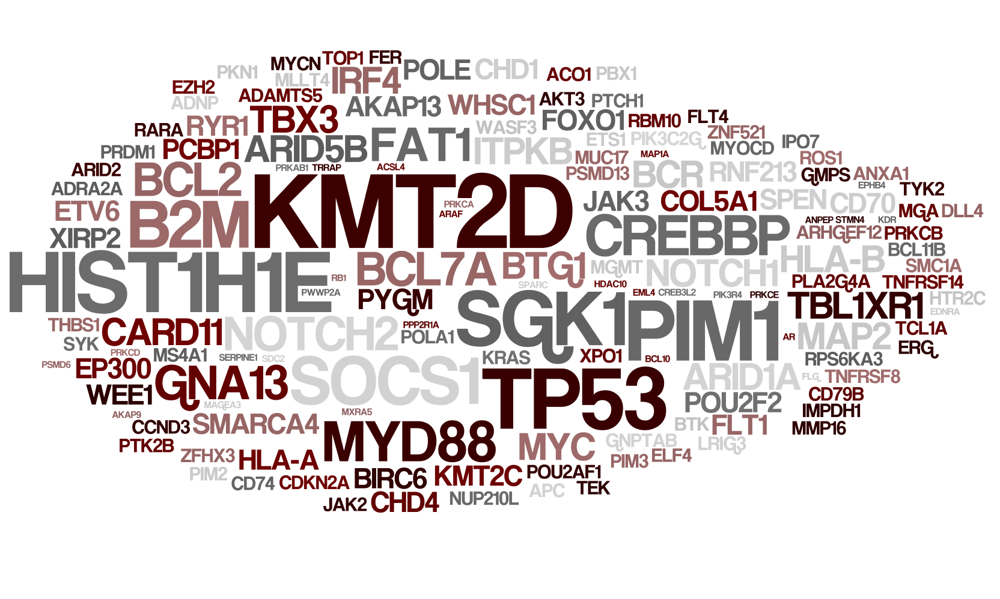 MYCN TOP1 FER
PKN1 MLLT4 IRF4 POLE CHD1 ACO1 PBX1
EZH2 ADNP ADAMTS5 AKAP13 WHSC1 AKT3 PTCH1
RARA RYR1 TBX3 WASF3 FOXO1 RBM10 FLT4
PRDM1 PCBP1 ARID5B FAT1 ITPKB ETS1 PIK3C2G ZNF521 MYOCD IPO7
MUC17 MAP1A ROS1
ARID2 BCL2 PRKAB1 TRRAP ACSL4 PSMD13 BCR RNF213 GMPS ANXA1
ADRA2A EPHB4 TYK2
ETV6 B2M KMT2D PRKCA ARAF JAK3 COL5A1 SPEN CD70 MGA DLL4
XIRP2 CREBBP ANPEP STMN4 KDR ARHGEF12 PRKCB
BCL11B
HIST1H1E RB1 BCL7A BTG1 MGMT NOTCH1 HLA-B SMC1A
SPARC HDAC10 PLA2G4A TNFRSF14
PWWP2A PYGM EML4 CREB3L2 PIK3R4 PRKCE TBL1XR1 HTR2C
EDNRA
SGK1 PIM1
THBS1 CARD11 NOTCH2 PPP2R1A POLA1 AR MAP2 TCL1A
SYK ERG
PRKCD MS4A1 SERPINE1 SDC2 KRAS XPO1 BCL10 RPS6KA3
PSMD6 EP300 GNA13 SOCS1 TP53 ARID1A FLG TNFRSF8
WEE1 POU2F2 CD79B
MAGEA3 IMPDH1
AKAP9 MXRA5
CCND3 SMARCA4 BTK FLT1 MMP16
PTK2B MYD88 MYC GNPTAB LRIG3
ZFHX3 HLA-A PIM3 ELF4
PIM2 CD74 CDKN2A BIRC6 KMT2C POU2AF1
JAK2 CHD4 NUP210L APC TEK